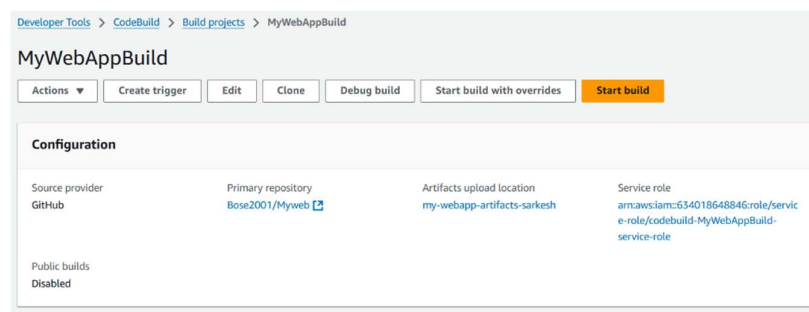 Developer Tools > CodeBuild > Build projects > MyWebAppBuild
MyWebAppBuild
Actions ▼ Create trigger Edit Clone Debug build Start build with overrides Start build
Configuration
Source provider Primary repository Artifacts upload location Service role
GitHub Bose2001/Myweb my-webapp-artifacts-sarkesh arn:aws:iam::634018648846:role/servic
e-role/codebuild-MyWebAppBuild-
service-role
Public builds
Disabled